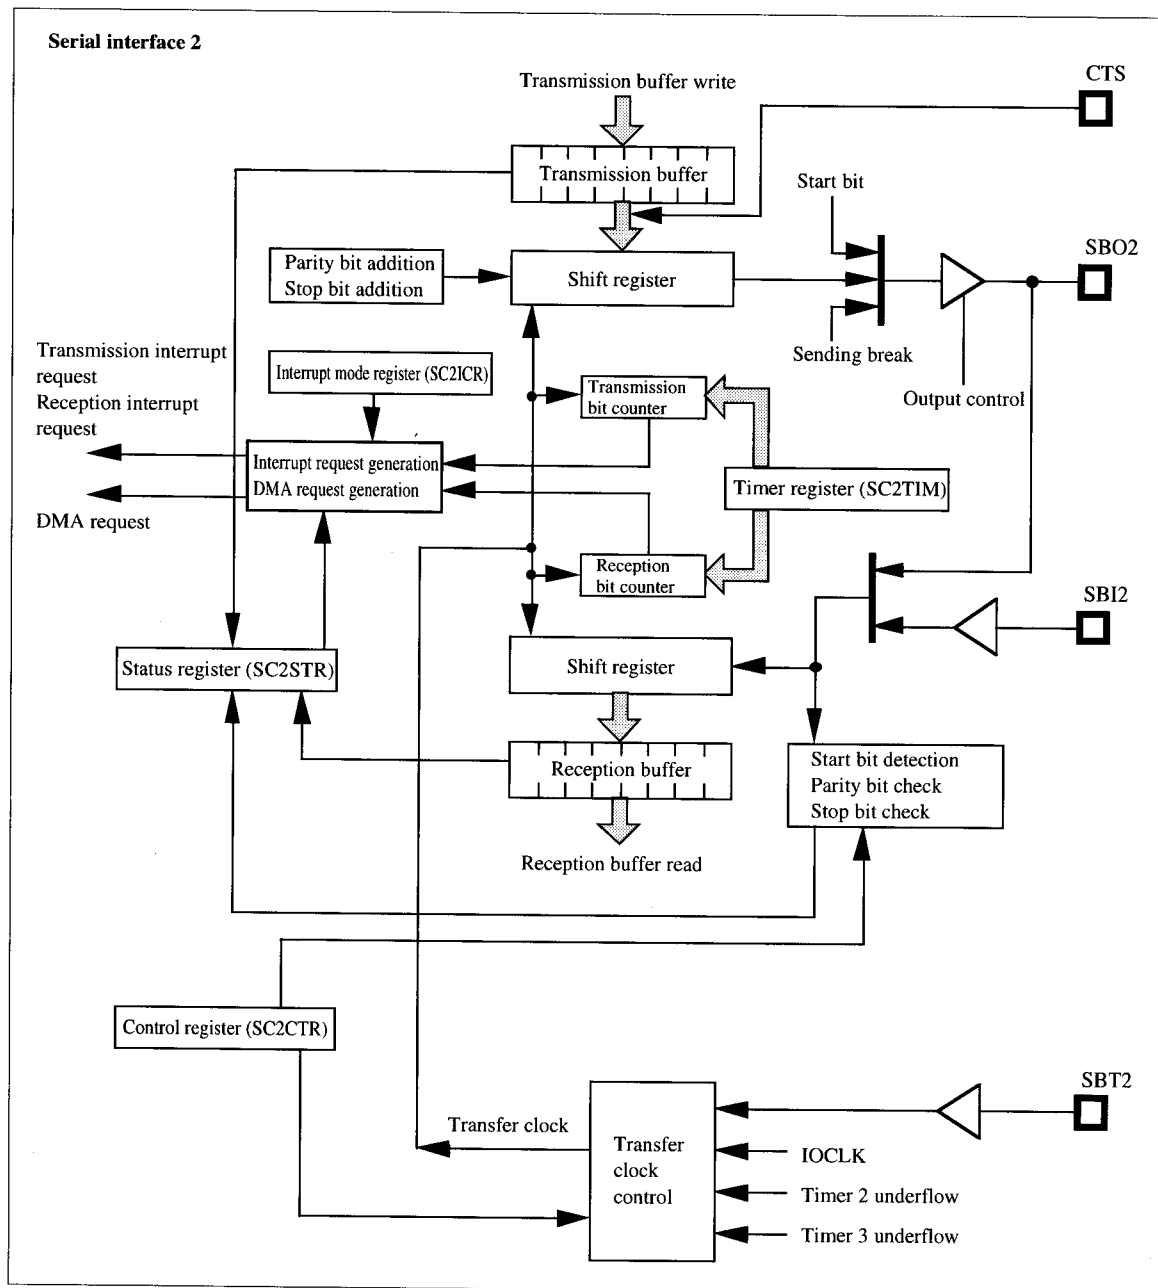 Serial interface 2
CTS
Transmission buffer write
Transmission buffer
Start bit
SBO2
Parity bit addition
Stop bit addition
Shift register
Sending break
Transmission interrupt
request
Reception interrupt
request
Interrupt mode register (SC2ICR)
Transmission
bit counter
Output control
Interrupt request generation
DMA request generation
Timer register (SC2TIM)
DMA request
Reception
bit counter
SBI2
Status register (SC2STR)
Shift register
Start bit detection
Parity bit check
Stop bit check
Reception buffer
Reception buffer read
Control register (SC2CTR)
SBT2
Transfer clock
Transfer
clock
control
IOCLK
Timer 2 underflow
Timer 3 underflow